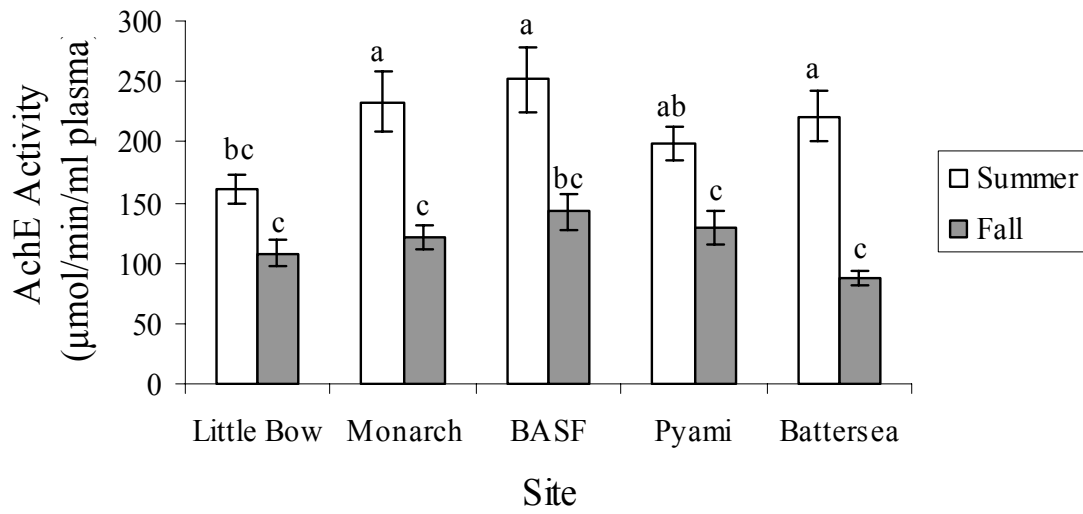 AchE Activity
(µmol/min/ml plasma)
300
250
200
150
100
50
0
bc
c
a
c
a
bc
ab
c
a
c
Little Bow
Monarch
BASF
Pyami
Battersea
Site
Summer
Fall